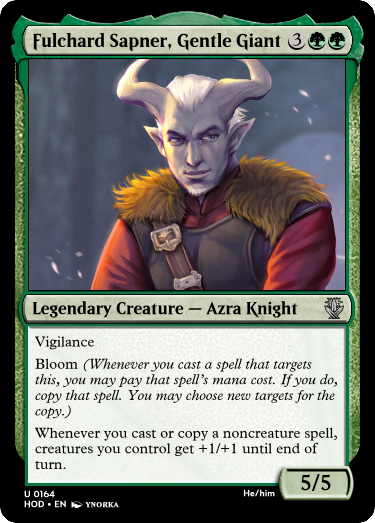 Fulchard Sapner, Gentle Giant 3
Legendary Creature — Azra Knight
Vigilance
Bloom (Whenever you cast a spell that targets
this, you may pay that spell's mana cost. If you do,
copy that spell. You may choose new targets for the
copy.)
Whenever you cast or copy a noncreature spell,
creatures you control get +1/+1 until end of
turn.
5/5
U 0164
He/him
HOD • EN YNORKA